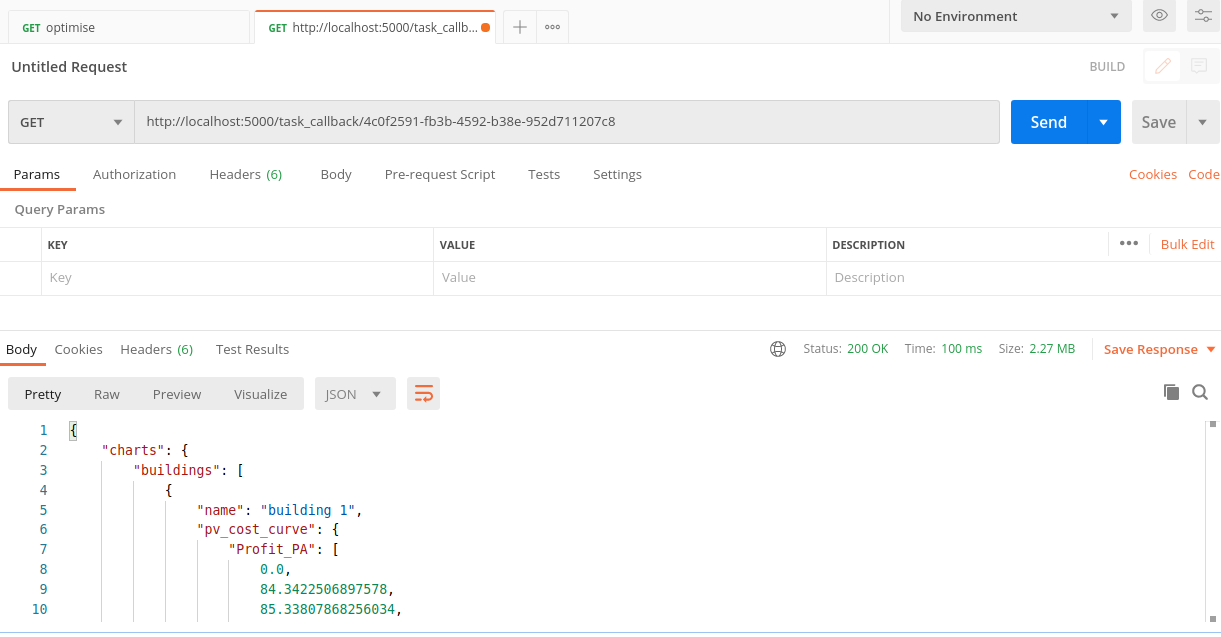 GET optimise
GET http://localhost:5000/task_callb...
No Environment
Untitled Request
BUILD
GET
http://localhost:5000/task_callback/4c0f2591-fb3b-4592-b38e-952d711207c8
Send
Save
Params Authorization Headers (6) Body Pre-request Script Tests Settings Cookies Code
Query Params
KEY VALUE DESCRIPTION ••• Bulk Edit
Key Value Description
Body Cookies Headers (6) Test Results Status: 200 OK Time: 100 ms Size: 2.27 MB Save Response
Pretty Raw Preview Visualize JSON
1 {
2 "charts": {
3 "buildings": [
4 {
5 "name": "building 1",
6 "pv_cost_curve": {
7 "Profit_PA": [
8 0.0,
9 84.3422506897578,
10 85.33807868256034,